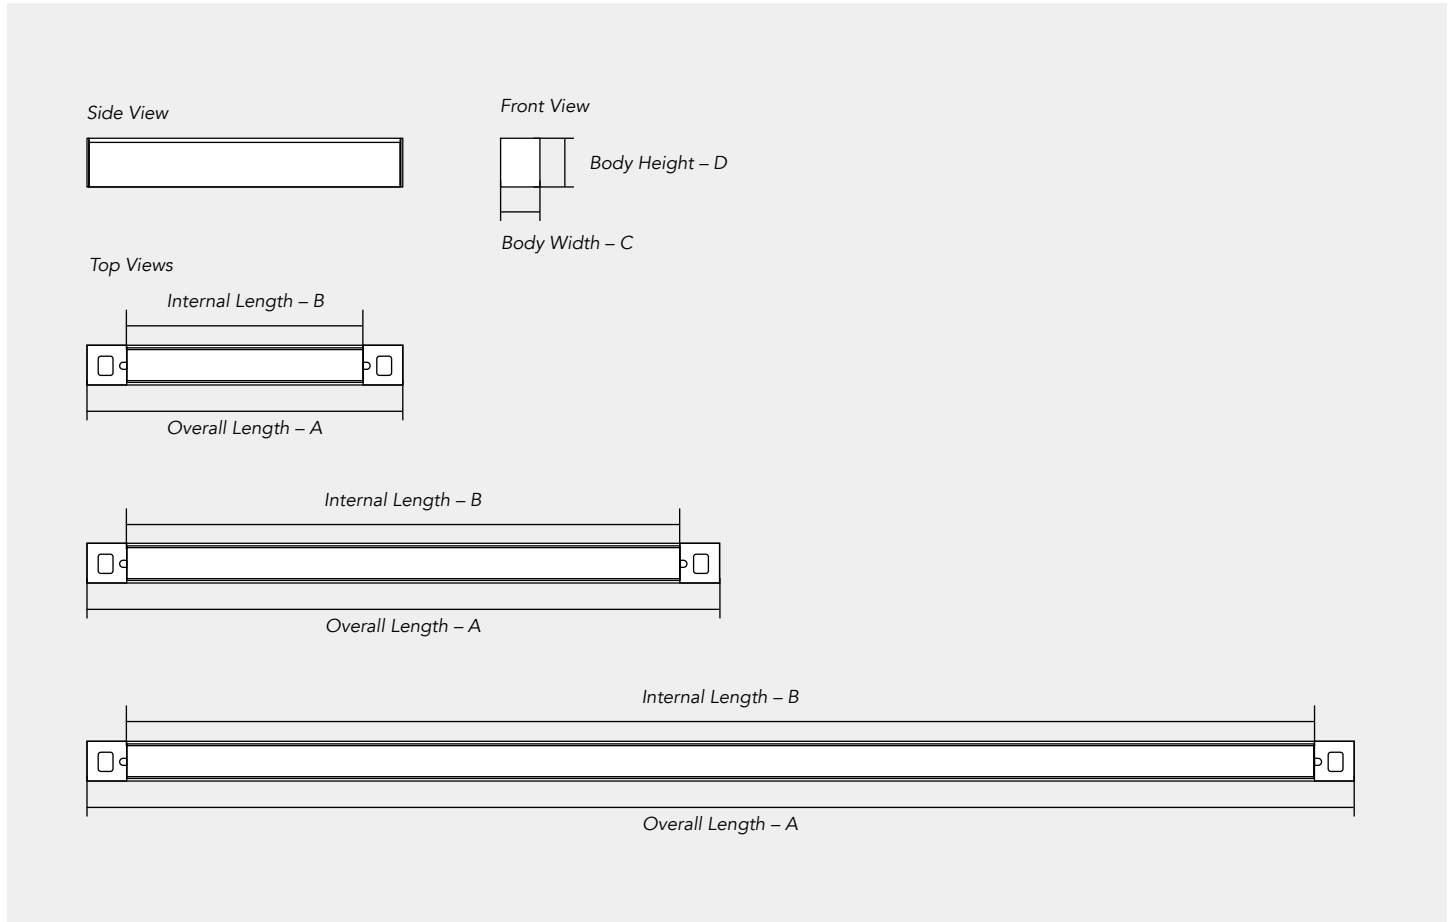 Side View
Front View
Body Height – D
Body Width – C
Top Views
Internal Length – B
Overall Length – A
Internal Length – B
Overall Length – A
Internal Length – B
Overall Length – A